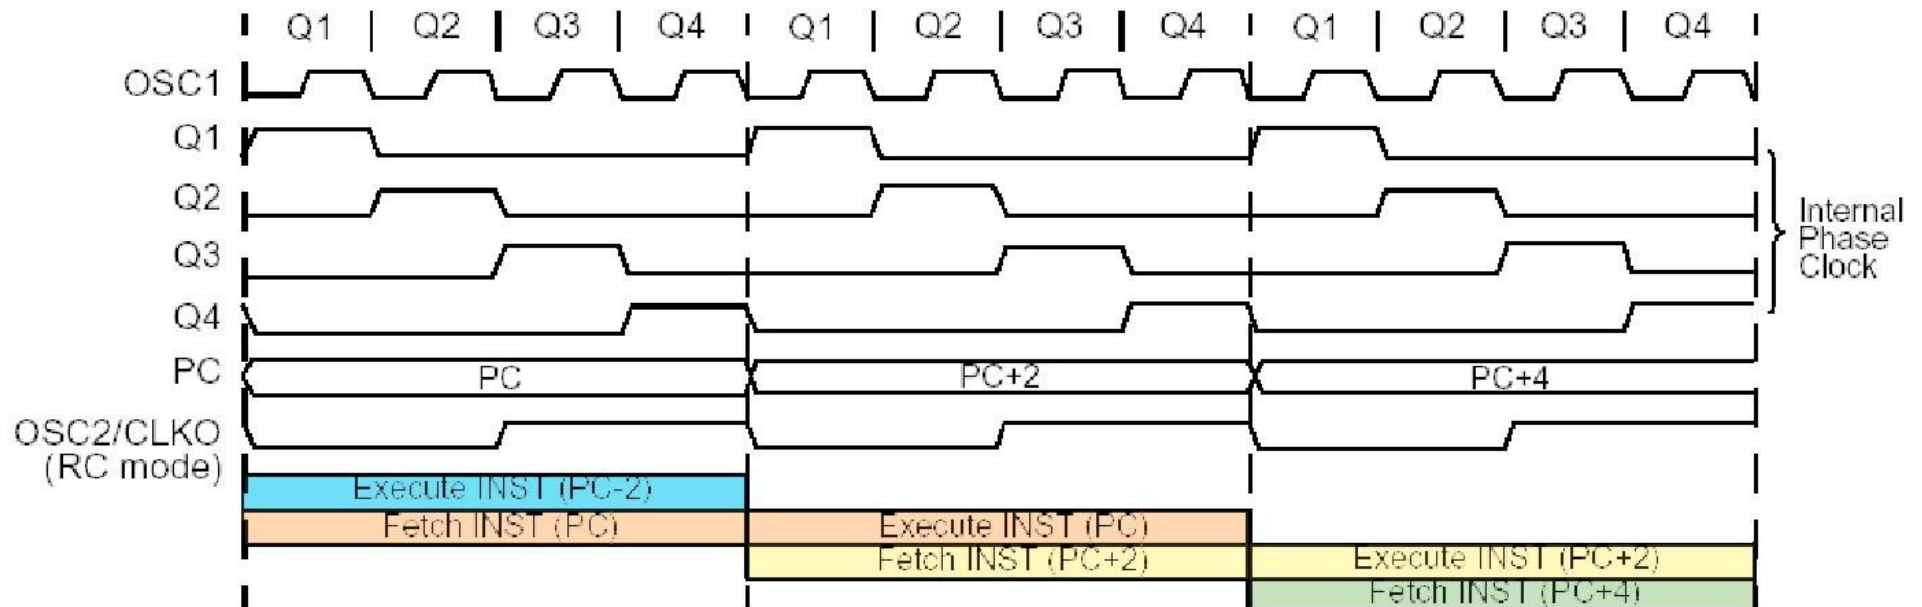 Q1 Q2 Q3 Q4 Q1 Q2 Q3 Q4 Q1 Q2 Q3 Q4
OSC1
Q1
Q2
Q3
Q4
Internal
Phase
Clock
PC PC PC+2 PC+4
OSC2/CLKO
(RC mode)
Execute INST (PC-2)
Fetch INST (PC) Execute INST (PC)
Fetch INST (PC+2) Execute INST (PC+2)
Fetch INST (PC+4)